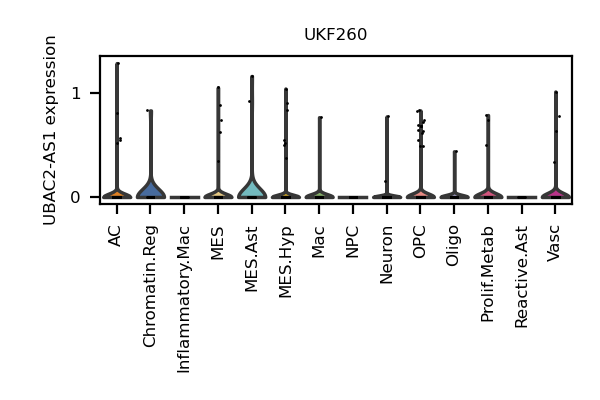 UKF260
UBAC2-AS1 expression
1
0
AC
Chromatin.Reg
Inflammatory.Mac
MES
MES.Ast
MES.Hyp
Mac
NPC
Neuron
OPC
Oligo
Prolif.Metab
Reactive.Ast
Vasc